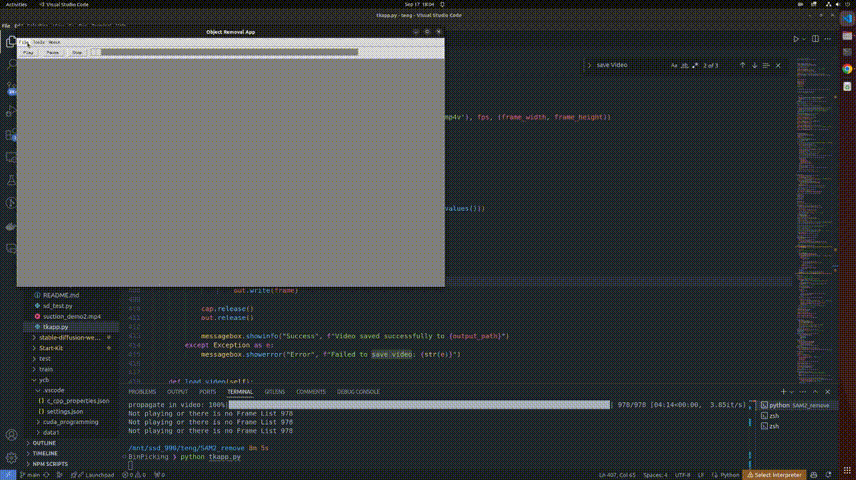 Activities
Visual Studio Code
Sep 17 18:04
tkapp.py - teng - Visual Studio Code
File
Object Removal App
File Tools About
Play Pause Stop
save Video
2 of 3
mp4v'), fps, (frame_width, frame_height))
values()))
out.write(frame)
cap.release()
out.release()
messagebox.showinfo("Success", f"Video saved successfully to {output_path}")
except Exception as e:
messagebox.showerror("Error", f"Failed to save video: {str(e)}")
def load_video(self):
README.md
sd_test.py
suction_demo2.mp4
tkapp.py
stable-diffusion-we...
Start-Kit
test
train
ycb
.vscode
c_cpp_properties.json
settings.json
cuda_programming
data1
OUTLINE
TIMELINE
NPM SCRIPTS
PROBLEMS OUTPUT PORTS TERMINAL GITLENS COMMENTS DEBUG CONSOLE
propagate in video: 100% 978/978 [04:14<00:00, 3.85it/s]
Not playing or there is no Frame List 978
Not playing or there is no Frame List 978
Not playing or there is no Frame List 978
/mnt/ssd_990/teng/SAM2_remove 8m 5s
BinPicking > python tkapp.py
python SAM2_remove
zsh
zsh
main Launchpad 0 0 0 Ln 407, Col 65 Spaces: 4 UTF-8 LF Python Select Interpreter